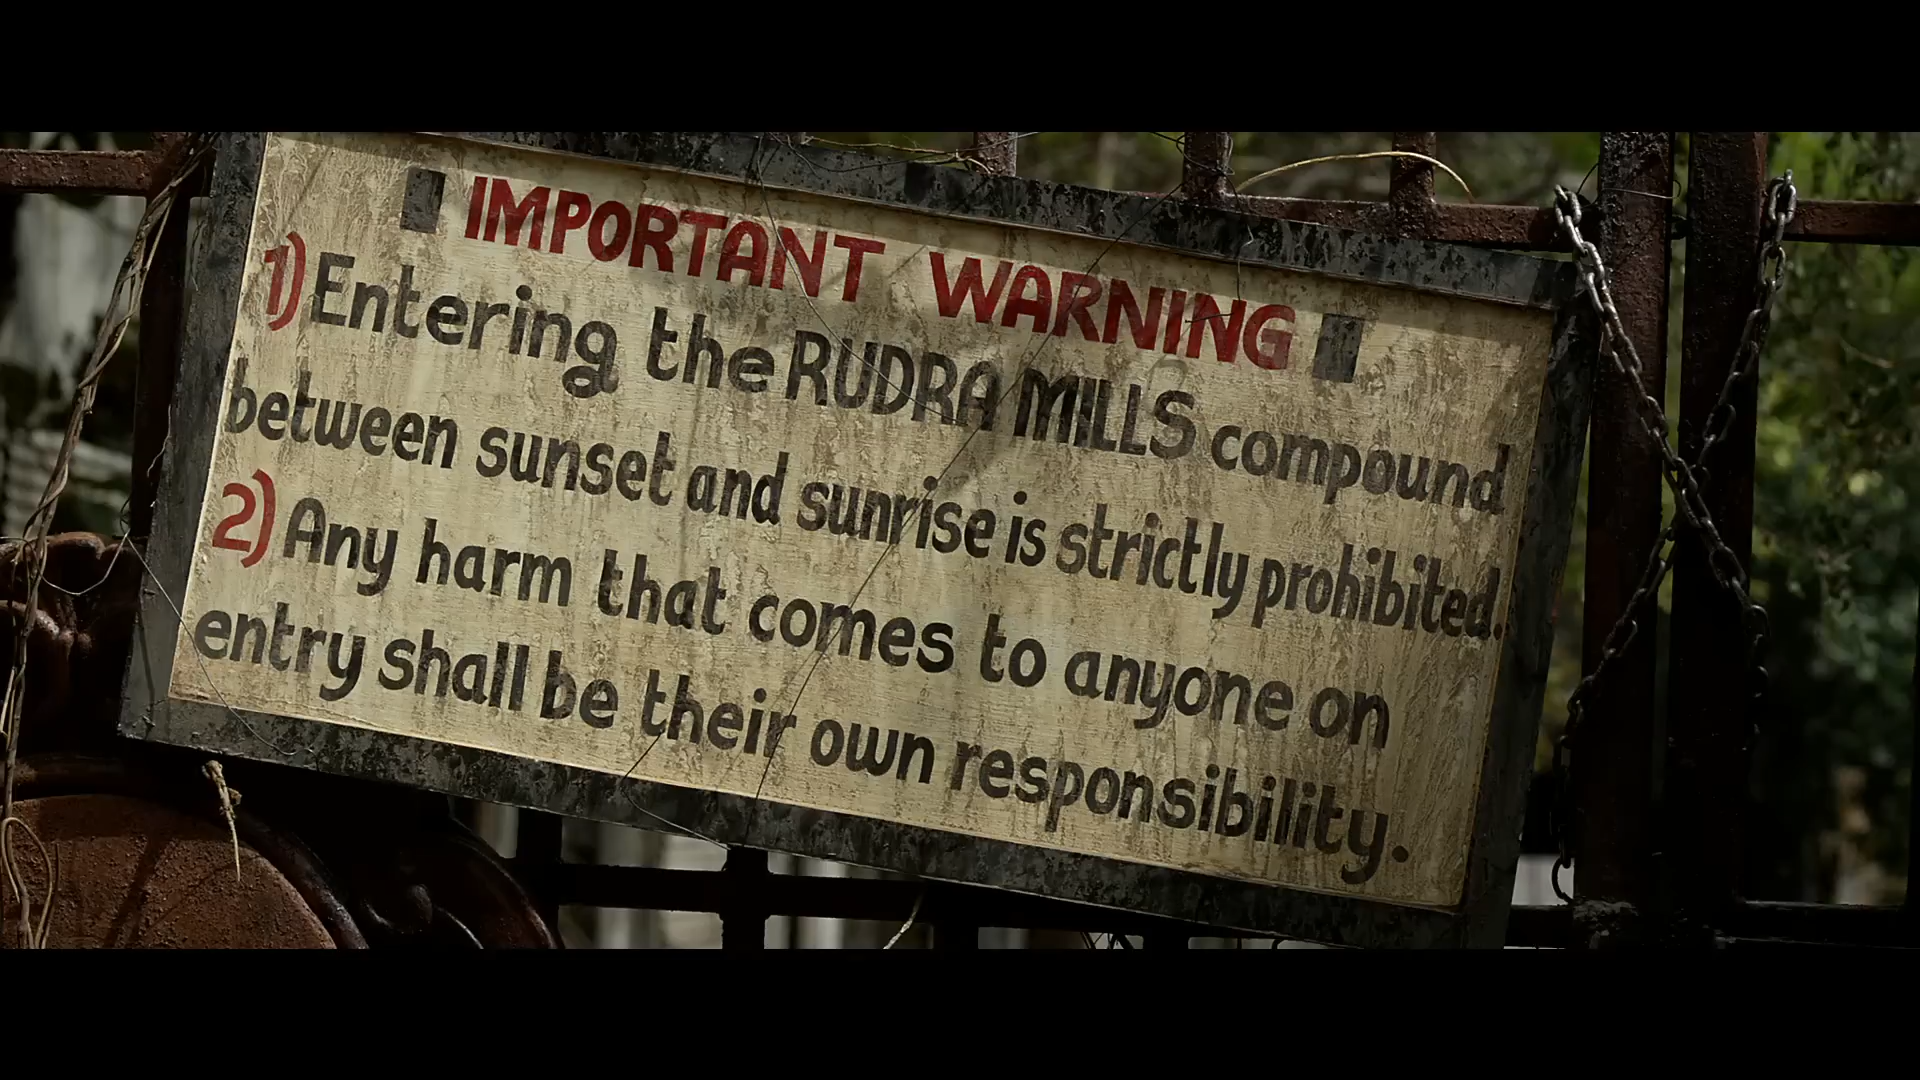 IMPORTANT WARNING
1) Entering the RUDRA MILLS compound
between sunset and sunrise is strictly prohibited.
2) Any harm that comes to anyone on
entry shall be their own responsibility.